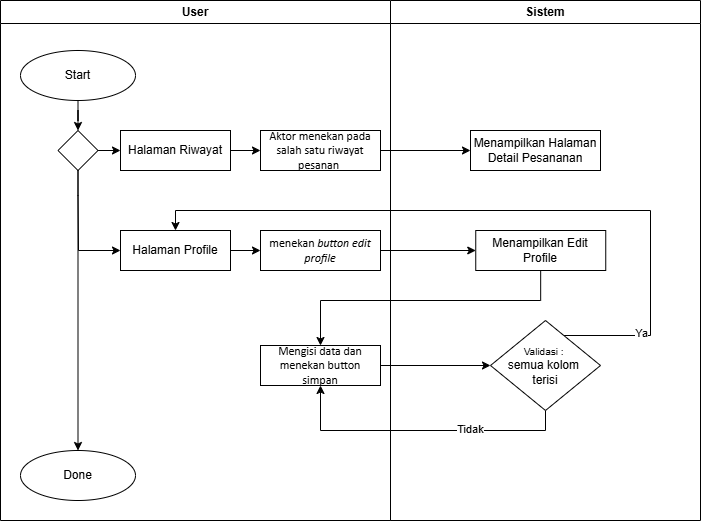 User
Sistem
Start
Halaman Riwayat
Aktor menekan pada
salah satu riwayat
pesanan
Menampilkan Halaman
Detail Pesananan
Halaman Profile
menekan button edit
profile
Menampilkan Edit
Profile
Ya
Mengisi data dan
menekan button
simpan
Validasi :
semua kolom
terisi
Tidak
Done